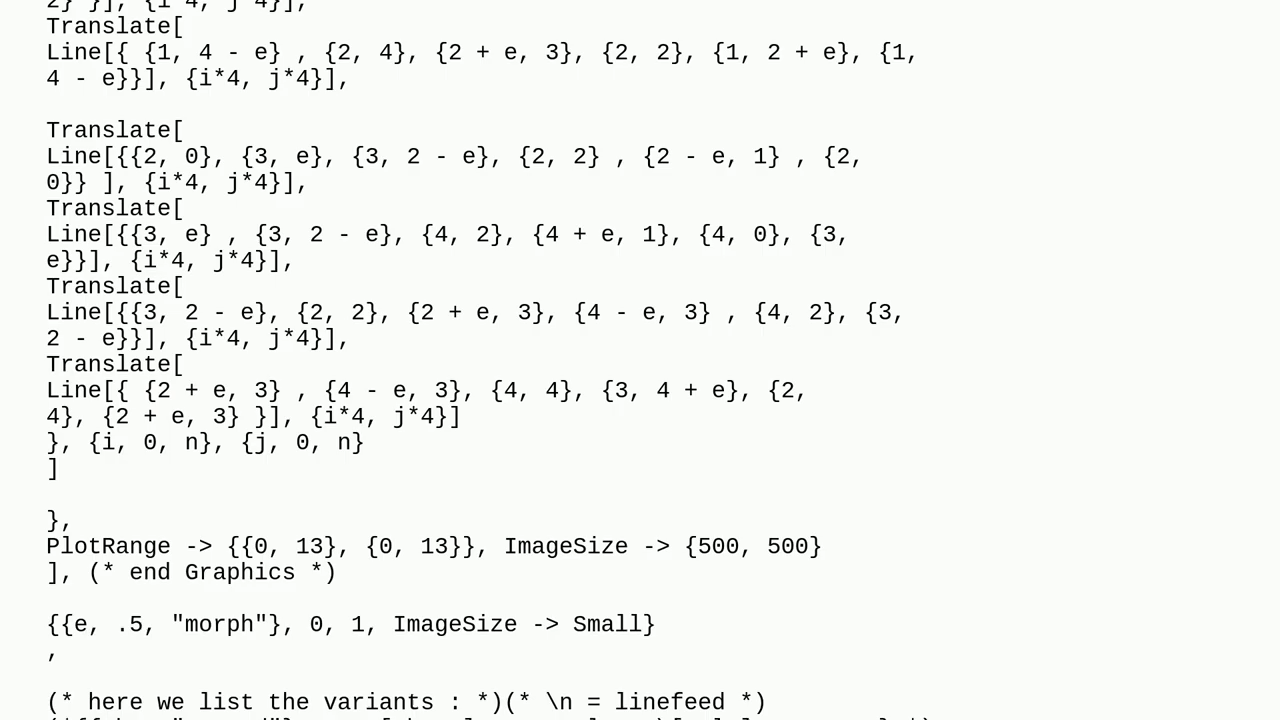 2} }], {i*4, j*4}],
Translate[
Line[{ {1, 4 - e} , {2, 4}, {2 + e, 3}, {2, 2}, {1, 2 + e}, {1,
4 - e}}], {i*4, j*4}],
Translate[
Line[{{2, 0}, {3, e}, {3, 2 - e}, {2, 2} , {2 - e, 1} , {2,
0}} ], {i*4, j*4}],
Translate[
Line[{{3, e} , {3, 2 - e}, {4, 2}, {4 + e, 1}, {4, 0}, {3,
e}}], {i*4, j*4}],
Translate[
Line[{{3, 2 - e}, {2, 2}, {2 + e, 3}, {4 - e, 3} , {4, 2}, {3,
2 - e}}], {i*4, j*4}],
Translate[
Line[{ {2 + e, 3} , {4 - e, 3}, {4, 4}, {3, 4 + e}, {2,
4}, {2 + e, 3} }], {i*4, j*4}]
}, {i, 0, n}, {j, 0, n}
]
},
PlotRange -> {{0, 13}, {0, 13}}, ImageSize -> {500, 500}
], (* end Graphics *)
{{e, .5, "morph"}, 0, 1, ImageSize -> Small}
,
(* here we list the variants : *)(* \n = linefeed *)